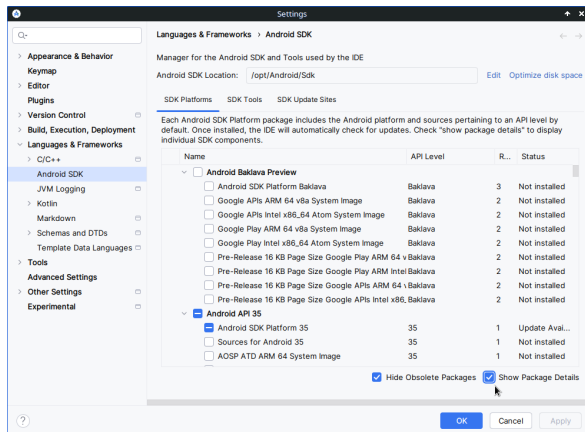 Settings
Languages & Frameworks › Android SDK
Manager for the Android SDK and Tools used by the IDE
Android SDK Location: /opt/Android/Sdk Edit Optimize disk space
Appearance & Behavior
Keymap
Editor
Plugins
Version Control
Build, Execution, Deployment
Languages & Frameworks
C/C++
Android SDK
JVM Logging
Kotlin
Markdown
Schemas and DTDs
Template Data Languages
Tools
Advanced Settings
Other Settings
Experimental
SDK Platforms SDK Tools SDK Update Sites
Each Android SDK Platform package includes the Android platform and sources pertaining to an API level by
default. Once installed, the IDE will automatically check for updates. Check "show package details" to display
individual SDK components.
Name API Level R... Status
Android Baklava Preview
Android SDK Platform Baklava Baklava 3 Not installed
Google APIs ARM 64 v8a System Image Baklava 2 Not installed
Google APIs Intel x86_64 Atom System Image Baklava 2 Not installed
Google Play ARM 64 v8a System Image Baklava 2 Not installed
Google Play Intel x86_64 Atom System Image Baklava 2 Not installed
Pre-Release 16 KB Page Size Google Play ARM 64 v Baklava 2 Not installed
Pre-Release 16 KB Page Size Google Play ARM Intel Baklava 2 Not installed
Pre-Release 16 KB Page Size Google APIs ARM 64 v Baklava 2 Not installed
Pre-Release 16 KB Page Size Google APIs Intel x86_ Baklava 2 Not installed
Android API 35
Android SDK Platform 35 35 1 Update Avai...
Sources for Android 35 35 1 Not installed
AOSP ATD ARM 64 System Image 35 1 Not installed
Hide Obsolete Packages Show Package Details
? OK Cancel Apply